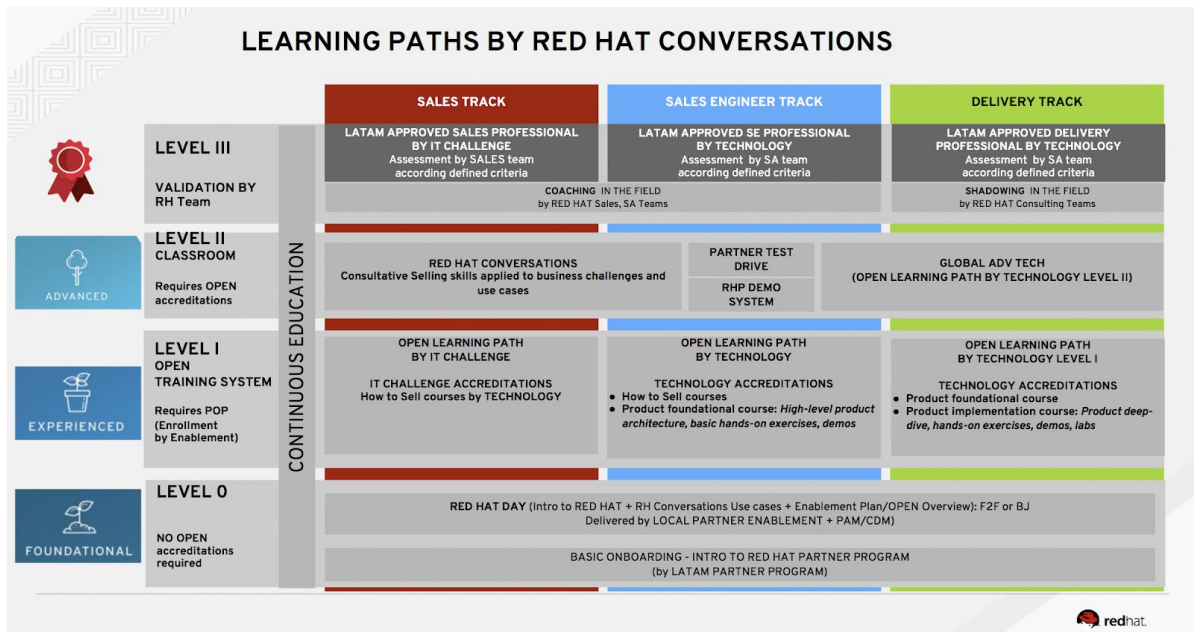 LEARNING PATHS BY RED HAT CONVERSATIONS
SALES TRACK
SALES ENGINEER TRACK
DELIVERY TRACK
LEVEL III
VALIDATION BY
RH Team
LATAM APPROVED SALES PROFESSIONAL
BY IT CHALLENGE
Assessment by SALES team
according defined criteria
LATAM APPROVED SE PROFESSIONAL
BY TECHNOLOGY
Assessment by SA team
according defined criteria
LATAM APPROVED DELIVERY
PROFESSIONAL BY TECHNOLOGY
Assessment by SA team
according defined criteria
COACHING IN THE FIELD
by RED HAT Sales, SA Teams
SHADOWING IN THE FIELD
by RED HAT Consulting Teams
CONTINUOUS EDUCATION
ADVANCED
LEVEL II
CLASSROOM
Requires OPEN
accreditations
RED HAT CONVERSATIONS
Consultative Selling skills applied to business challenges and
use cases
PARTNER TEST
DRIVE
RHP DEMO
SYSTEM
GLOBAL ADV TECH
(OPEN LEARNING PATH BY TECHNOLOGY LEVEL II)
EXPERIENCED
LEVEL I
OPEN
TRAINING SYSTEM
Requires POP
(Enrollment
by Enablement)
OPEN LEARNING PATH
BY IT CHALLENGE
IT CHALLENGE ACCREDITATIONS
How to Sell courses by TECHNOLOGY
OPEN LEARNING PATH
BY TECHNOLOGY
TECHNOLOGY ACCREDITATIONS
● How to Sell courses
● Product foundational course: High-level product
architecture, basic hands-on exercises, demos
OPEN LEARNING PATH
BY TECHNOLOGY LEVEL I
TECHNOLOGY ACCREDITATIONS
● Product foundational course
● Product implementation course: Product deep-
dive, hands-on exercises, demos, labs
FOUNDATIONAL
LEVEL 0
NO OPEN
accreditations
required
RED HAT DAY (Intro to RED HAT + RH Conversations Use cases + Enablement Plan/OPEN Overview): F2F or BJ
Delivered by LOCAL PARTNER ENABLEMENT + PAM/CDM)
BASIC ONBOARDING - INTRO TO RED HAT PARTNER PROGRAM
(by LATAM PARTNER PROGRAM)
redhat.